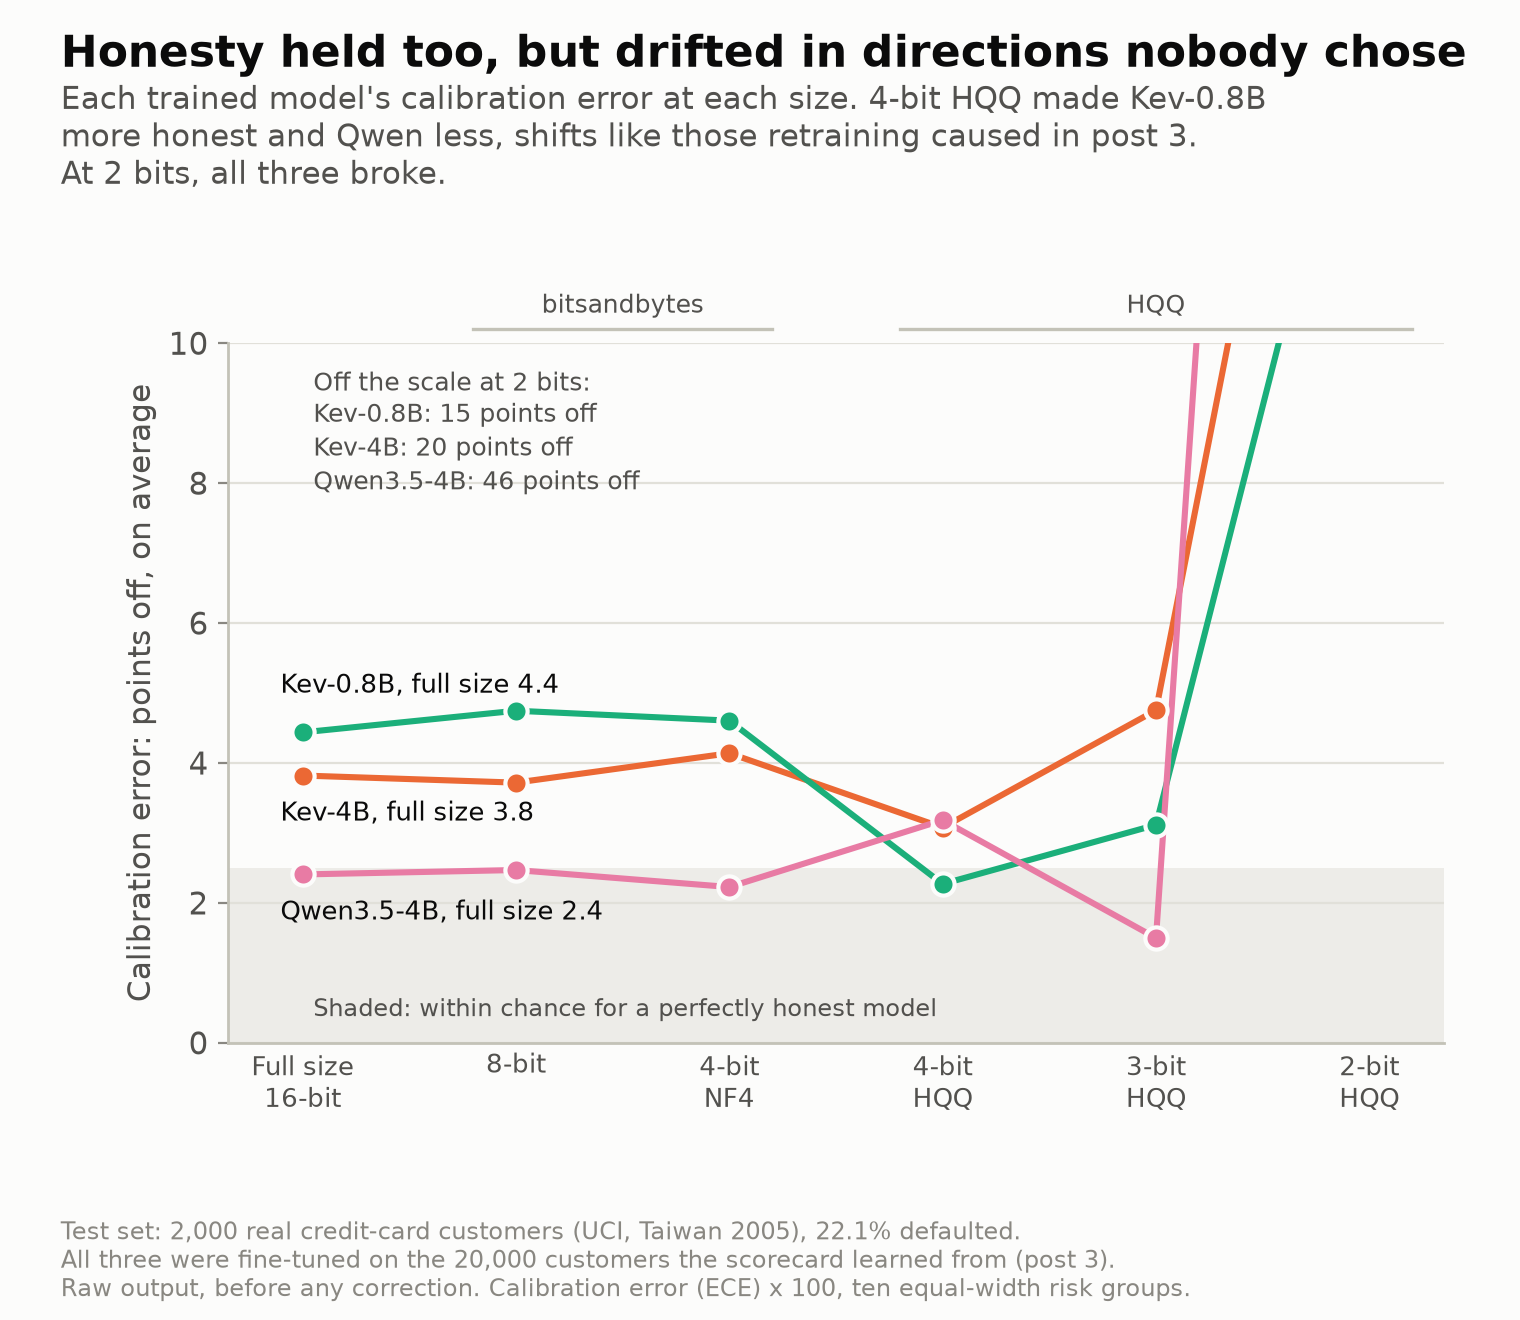 Honesty held too, but drifted in directions nobody chose
Each trained model's calibration error at each size. 4-bit HQQ made Kev-0.8B
more honest and Qwen less, shifts like those retraining caused in post 3.
At 2 bits, all three broke.
bitsandbytes
HQQ
Calibration error: points off, on average
10
8
6
4
2
0
Off the scale at 2 bits:
Kev-0.8B: 15 points off
Kev-4B: 20 points off
Qwen3.5-4B: 46 points off
Kev-0.8B, full size 4.4
Kev-4B, full size 3.8
Qwen3.5-4B, full size 2.4
Shaded: within chance for a perfectly honest model
Full size
16-bit
8-bit
4-bit
NF4
4-bit
HQQ
3-bit
HQQ
2-bit
HQQ
Test set: 2,000 real credit-card customers (UCI, Taiwan 2005), 22.1% defaulted.
All three were fine-tuned on the 20,000 customers the scorecard learned from (post 3).
Raw output, before any correction. Calibration error (ECE) x 100, ten equal-width risk groups.